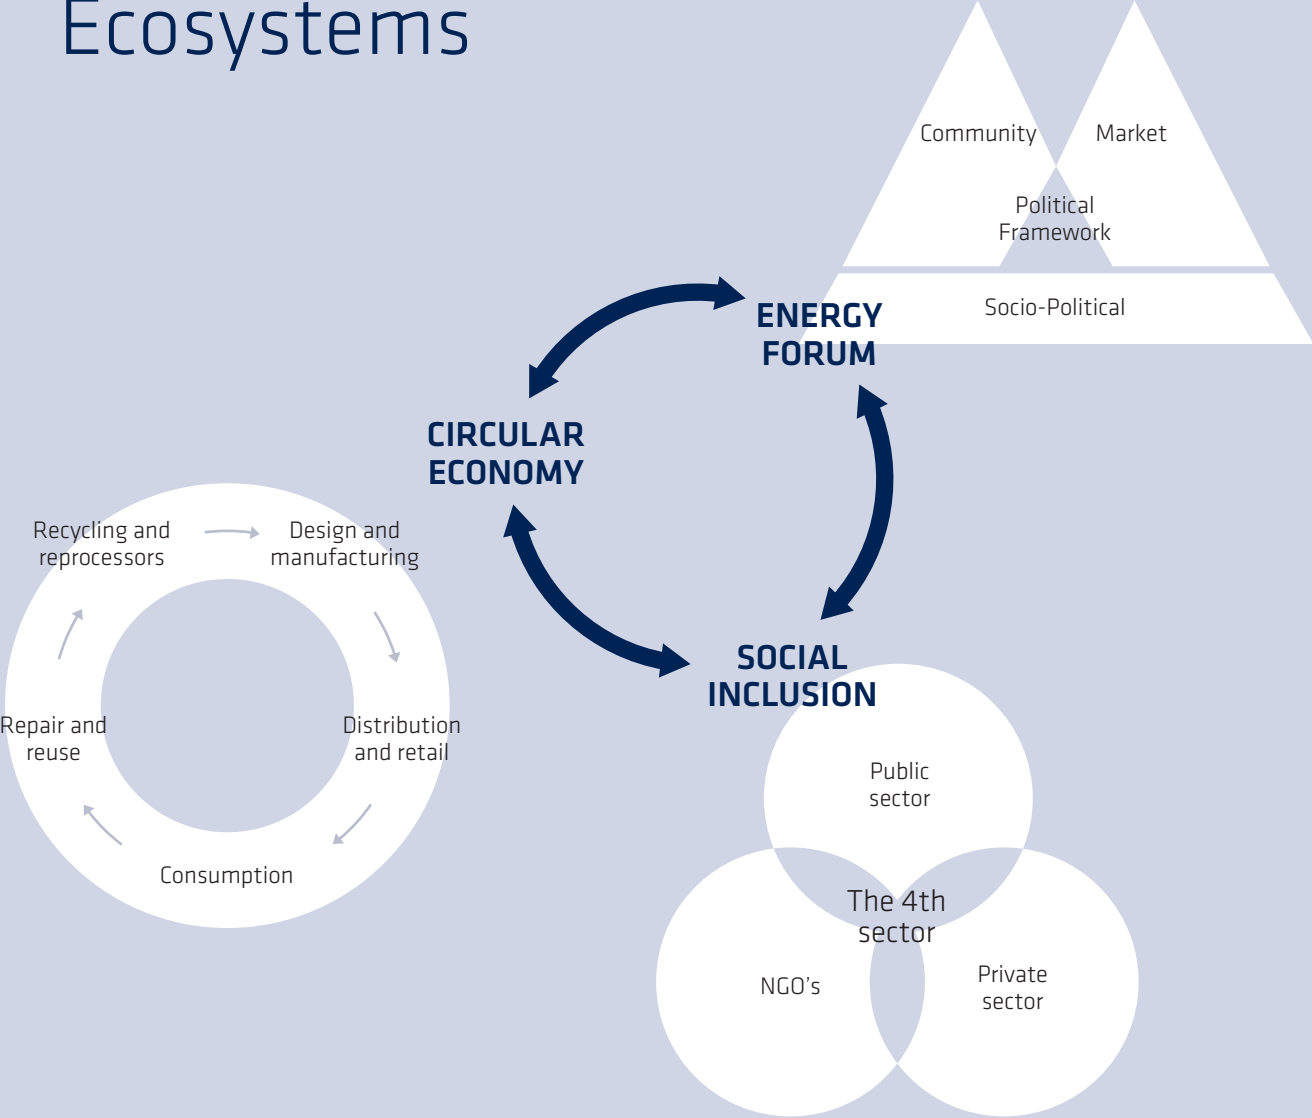 Ecosystems
Community
Market
Political
Framework
Socio-Political
ENERGY
FORUM
CIRCULAR
ECONOMY
Recycling and
reprocessors
Design and
manufacturing
Repair and
reuse
Distribution
and retail
Consumption
SOCIAL
INCLUSION
Public
sector
The 4th
sector
NGO’s
Private
sector